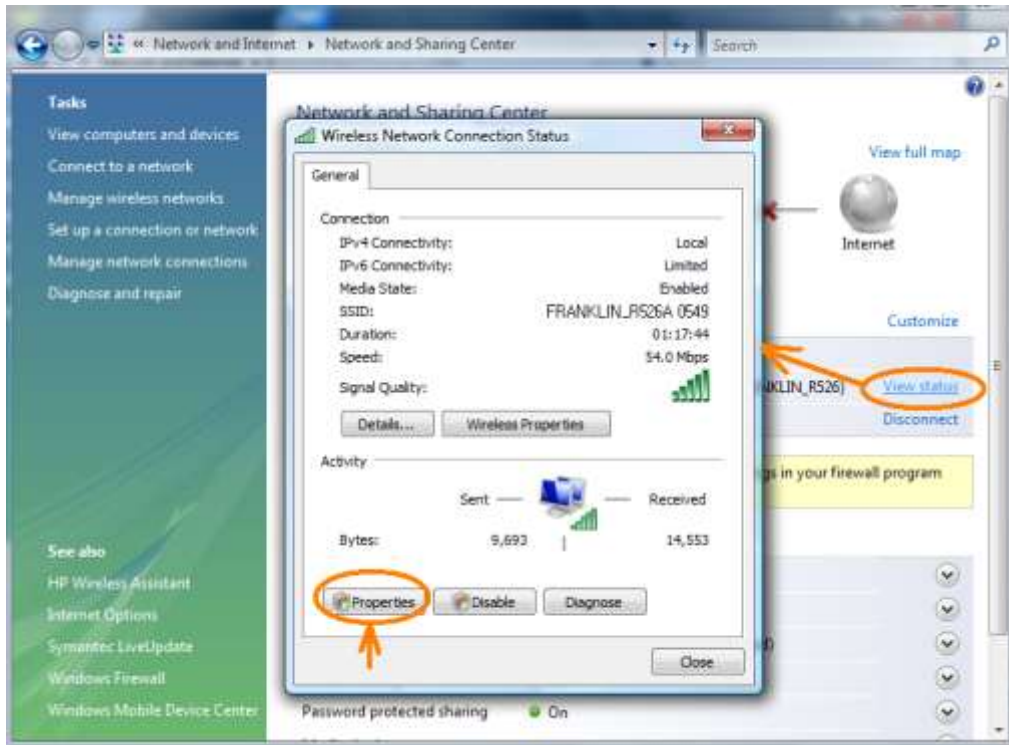 « Network and Internet ▸ Network and Sharing Center
Search
Tasks
View computers and devices
Connect to a network
Manage wireless networks
Set up a connection or network
Manage network connections
Diagnose and repair
See also
HP Wireless Assistant
Internet Options
Symantec LiveUpdate
Windows Firewall
Windows Mobile Device Center
Network and Sharing Center
View full map
Internet
Customize
NKLIN_R526) View status
Disconnect
gs in your firewall program
Password protected sharing On
Wireless Network Connection Status
General
Connection
IPv4 Connectivity: Local
IPv6 Connectivity: Limited
Media State: Enabled
SSID: FRANKLIN_R526A 0549
Duration: 01:17:44
Speed: 54.0 Mbps
Signal Quality:
Details... Wireless Properties
Activity
Sent — — Received
Bytes: 9,693 | 14,553
Properties Disable Diagnose
Close